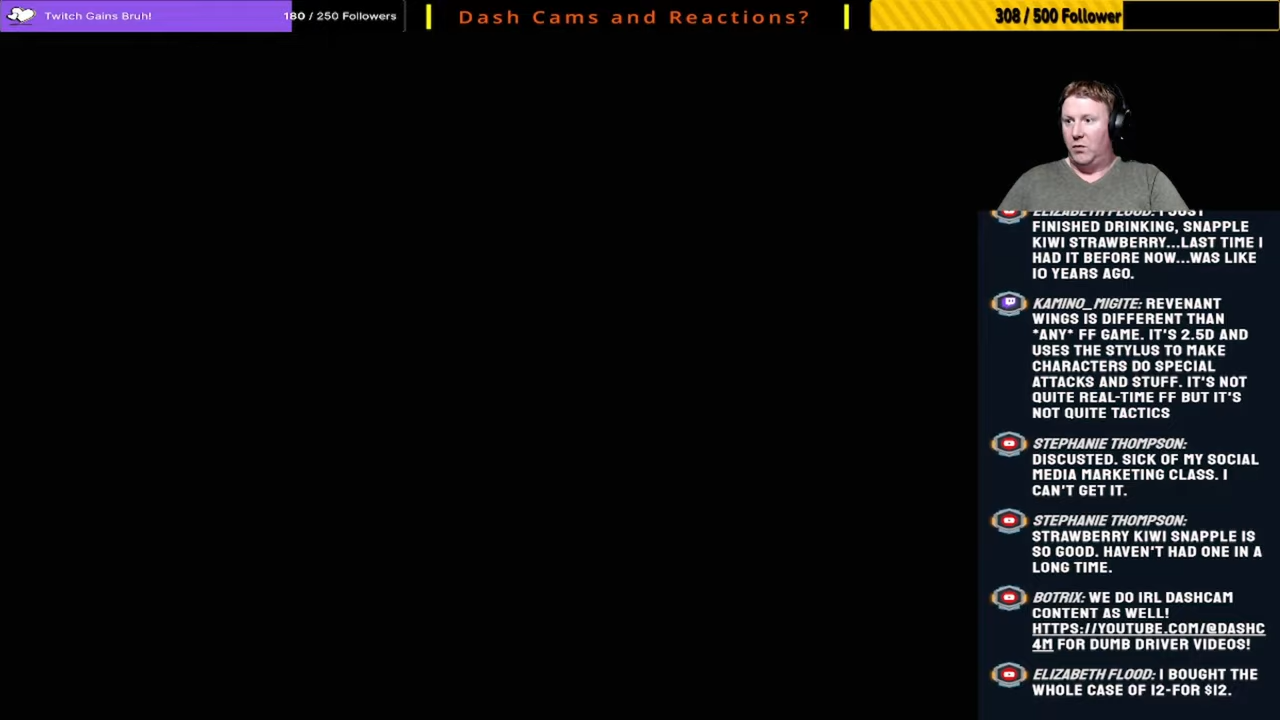 Twitch Gains Bruh!
180 / 250 Followers
Dash Cams and Reactions?
308 / 500 Follower
ELIZABETH FLOOD: I JUST
FINISHED DRINKING, SNAPPLE
KIWI STRAWBERRY...LAST TIME I
HAD IT BEFORE NOW...WAS LIKE
10 YEARS AGO.
KAMINO_MIGITE: REVENANT
WINGS IS DIFFERENT THAN
*ANY* FF GAME. IT'S 2.5D AND
USES THE STYLUS TO MAKE
CHARACTERS DO SPECIAL
ATTACKS AND STUFF. IT'S NOT
QUITE REAL-TIME FF BUT IT'S
NOT QUITE TACTICS
STEPHANIE THOMPSON:
DISCUSTED. SICK OF MY SOCIAL
MEDIA MARKETING CLASS. I
CAN'T GET IT.
STEPHANIE THOMPSON:
STRAWBERRY KIWI SNAPPLE IS
SO GOOD. HAVEN'T HAD ONE IN A
LONG TIME.
BOTRIX: WE DO IRL DASHCAM
CONTENT AS WELL!
HTTPS://YOUTUBE.COM/@DASHC
4M FOR DUMB DRIVER VIDEOS!
ELIZABETH FLOOD: I BOUGHT THE
WHOLE CASE OF 12-FOR $12.